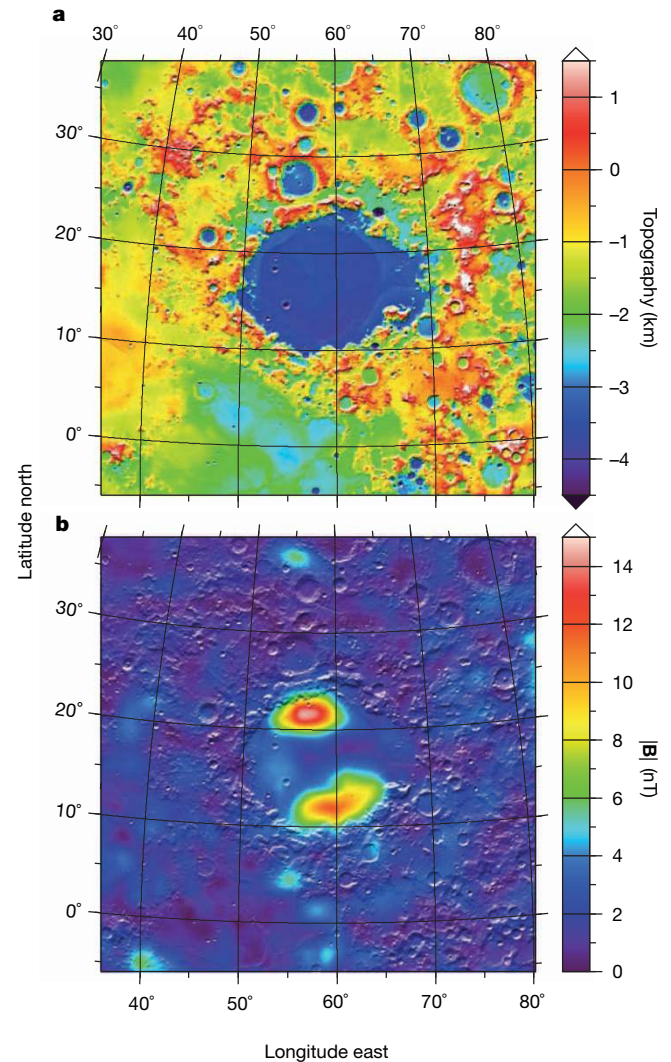 a
30° 40° 50° 60° 70° 80°
30°
20°
10°
0°
1
0
–1
–2
–3
–4
Topography (km)
Latitude north
b
30°
20°
10°
0°
14
12
10
8
6
4
2
0
|B| (nT)
40° 50° 60° 70° 80°
Longitude east